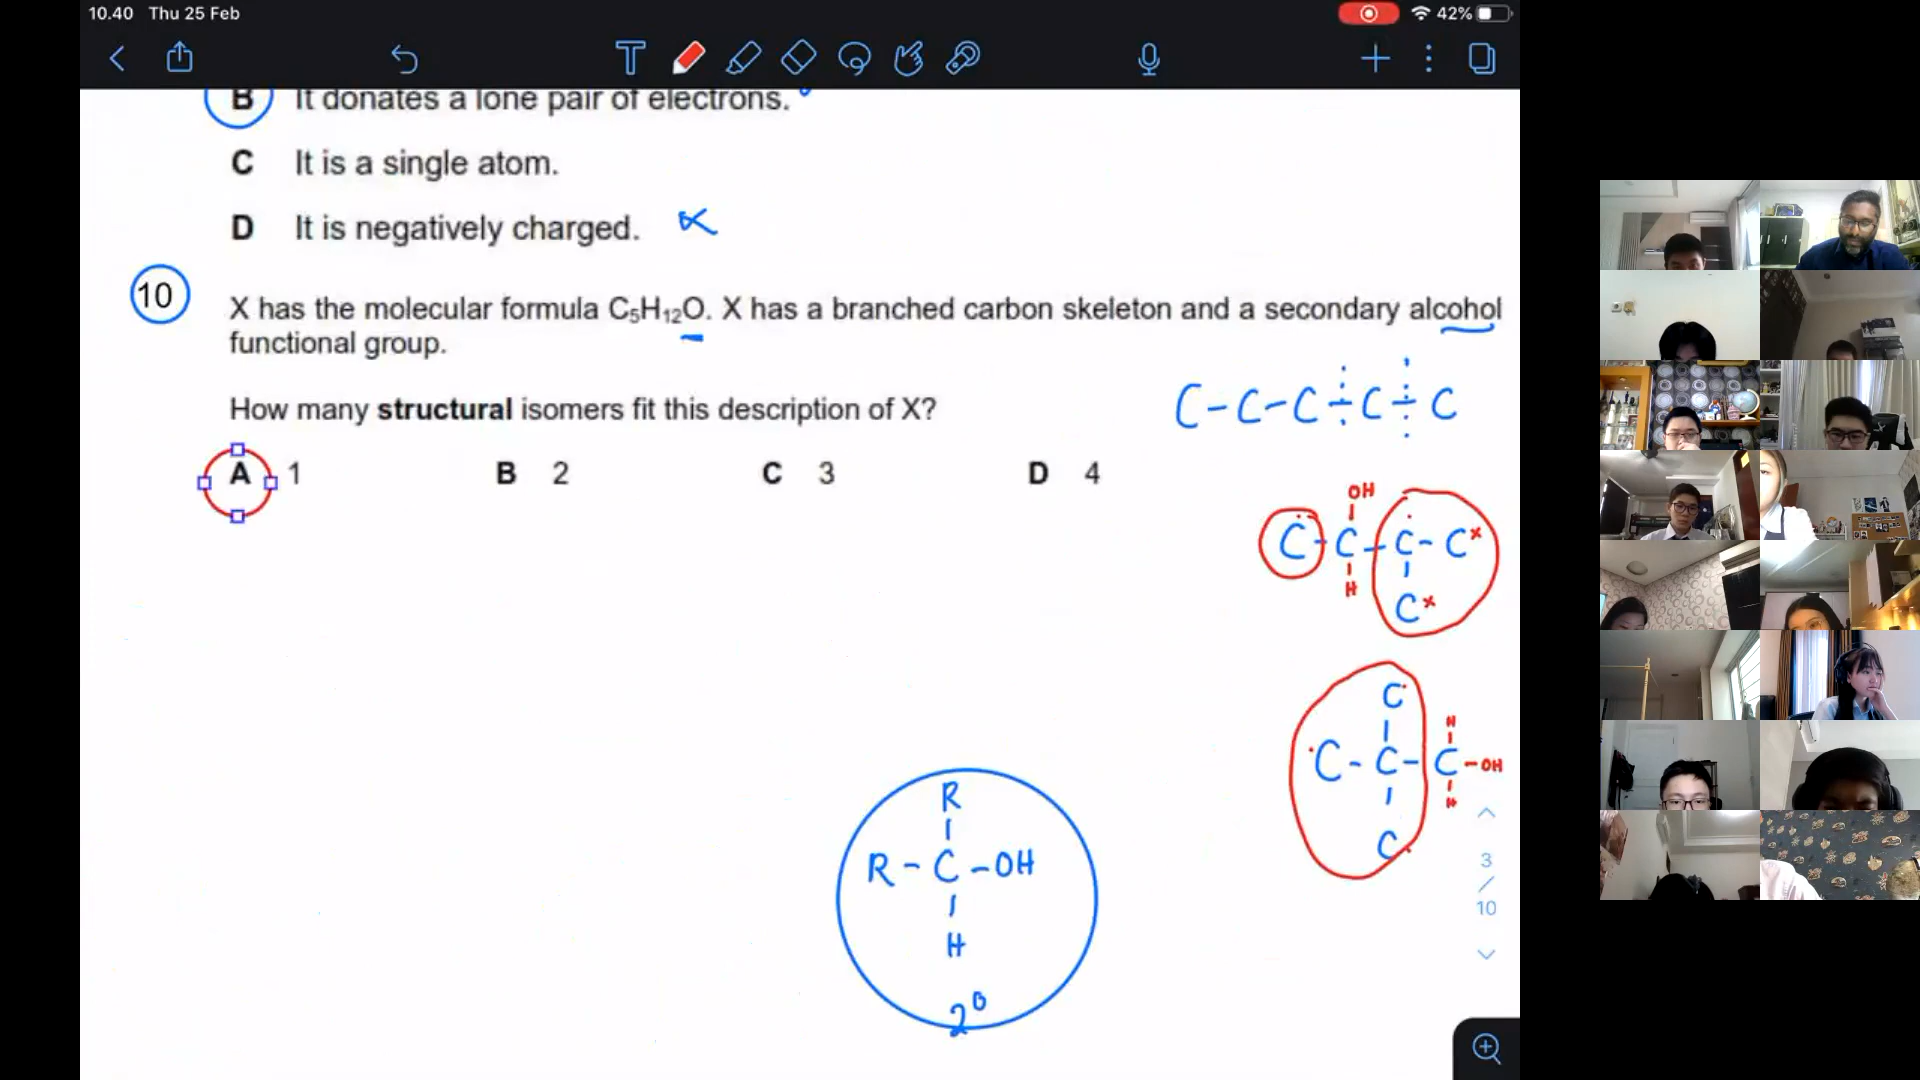 10.40 Thu 25 Feb
42%
T
B It donates a lone pair of electrons.
C It is a single atom.
D It is negatively charged.
10 X has the molecular formula C₅H₁₂O. X has a branched carbon skeleton and a secondary alcohol
functional group.
How many structural isomers fit this description of X?
C-C-C-C-C
A 1 B 2 C 3 D 4
OH
C-C-C-C
H
C
C
C-C-C-OH
H
H
C
R
R-C-OH
H
2⁰
3
/
10